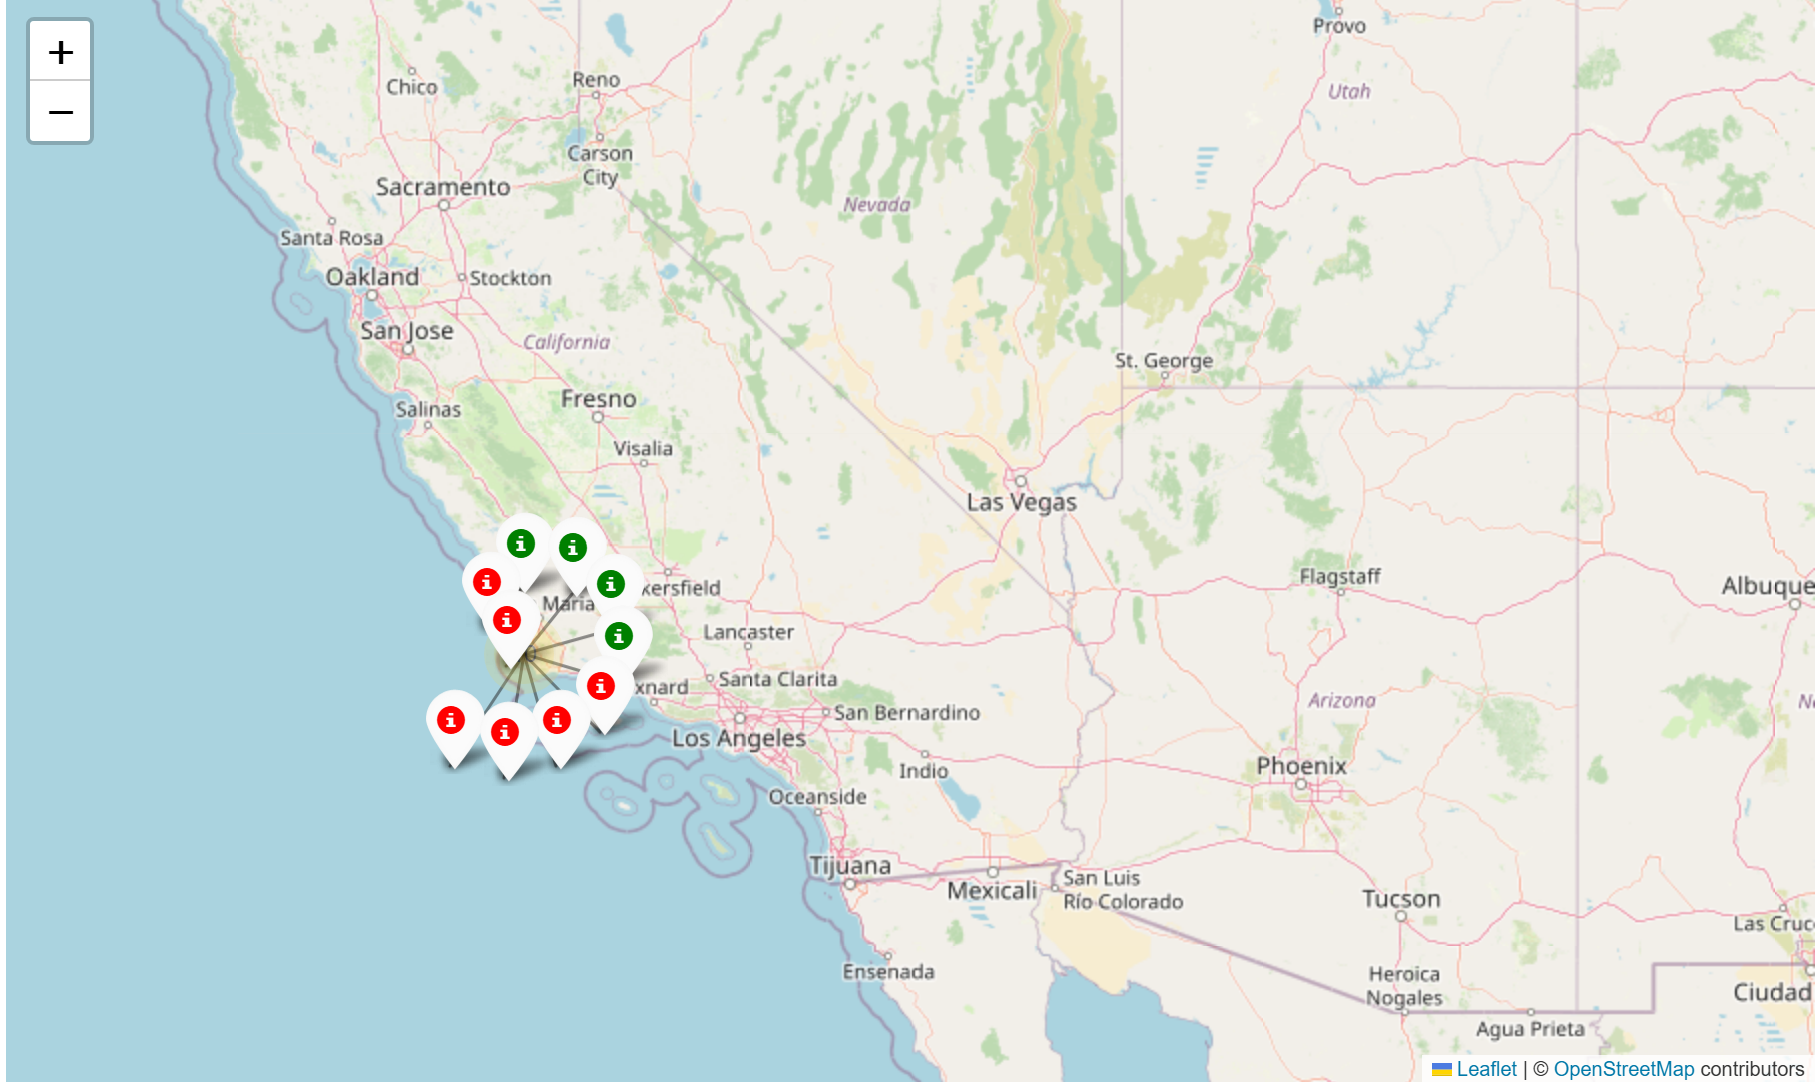 +
−
Provo
Chico
Reno
Utah
Carson
City
Sacramento
Nevada
Santa Rosa
Oakland
Stockton
San Jose
California
St. George
Fresno
Salinas
Visalia
Las Vegas
Flagstaff
Albuque
kersfield
Maria
Lancaster
Santa Clarita
xnard
Arizona
San Bernardino
Los Angeles
Indio
Phoenix
Oceanside
Tijuana
Mexicali
San Luis
Río Colorado
Tucson
Las Cruc
Ensenada
Heroica
Nogales
Ciudad
Agua Prieta
Leaflet | © OpenStreetMap contributors